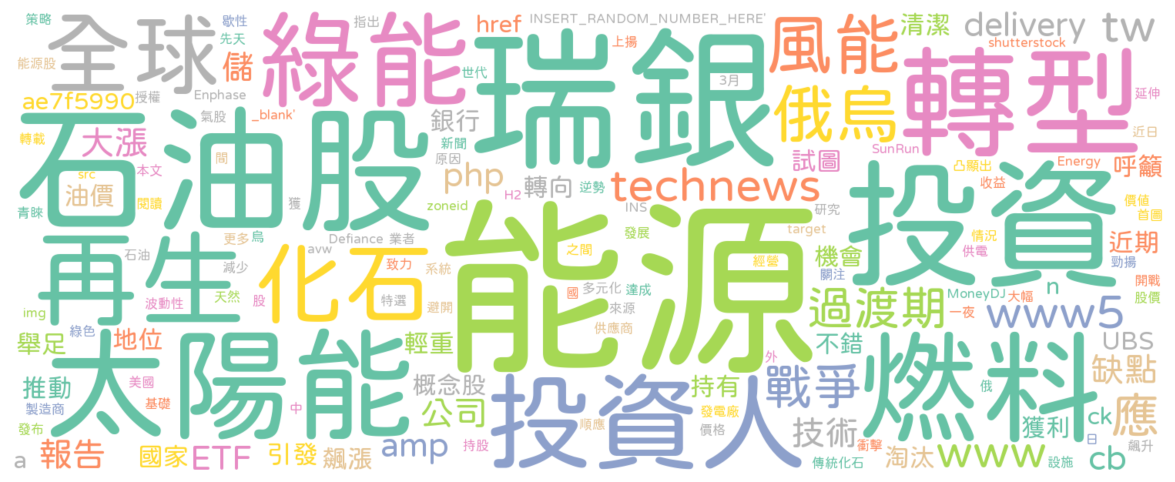 策略 歇性 指出 href INSERT_RANDOM_NUMBER_HERE' 清潔 delivery tw
全球 先天 綠能 瑞銀 上揚 風能 shutterstock
能源股 儲 世代 3月 轉型 延伸
ae7f5990 授權 Enphase _blank' 銀行 俄烏 近日
轉載 大漲 氣股 新聞 試圖 SunRun
石油股 本文 閤 原因 逆勢 凸顯出 Energy 呼籲
src 油價 閱讀 php 轉向 technews 收益
青睞 獲 zoneid H2 INS 研究 投資 價值
再生 更多 烏 Defiance 業者 能源 發展 target 情況 首圖
石油 avw 化石 致力 之間 經營 機會 供電 近期
減少 系統 國 多元化 達成 關注 勁揚
波動性 天然 股 特選 避開 來源 過渡期 MoneyDJ 大幅 n 開戰
img 供應商 一夜 www5 股價
綠色 地位 輕重 不錯 UBS
舉足 太陽能 外 燃料
推動 美國 概念股 投資人 持有 戰爭 俄 缺點
製造商 基礎 公司 發電廠 ck
發布 中 順應 價格 技術 獲利 應
報告 國家 ETF 引發 飆漲 amp 持股 衝擊 日 飆升
a 傳統化石 淘汰 www 設施 cb